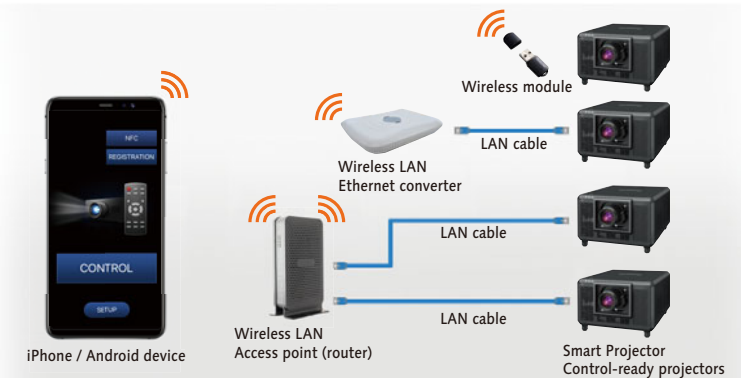 Wireless module
NFC
REGISTRATION
LAN cable
Wireless LAN
Ethernet converter
LAN cable
CONTROL
SETUP
LAN cable
Wireless LAN
Access point (router)
iPhone / Android device
Smart Projector
Control-ready projectors